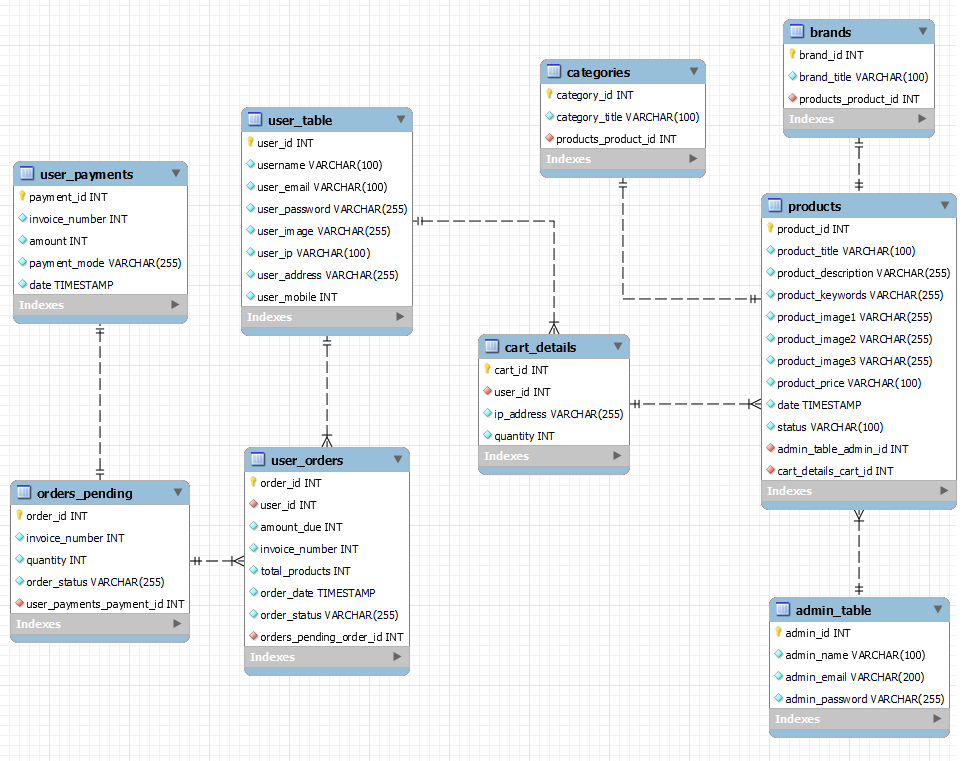 brands
brand_id INT
brand_title VARCHAR(100)
products_product_id INT
Indexes
categories
category_id INT
category_title VARCHAR(100)
products_product_id INT
Indexes
user_table
user_id INT
username VARCHAR(100)
user_email VARCHAR(100)
user_password VARCHAR(255)
user_image VARCHAR(255)
user_ip VARCHAR(100)
user_address VARCHAR(255)
user_mobile INT
Indexes
user_payments
payment_id INT
invoice_number INT
amount INT
payment_mode VARCHAR(255)
date TIMESTAMP
Indexes
products
product_id INT
product_title VARCHAR(100)
product_description VARCHAR(255)
product_keywords VARCHAR(255)
product_image1 VARCHAR(255)
product_image2 VARCHAR(255)
product_image3 VARCHAR(255)
product_price VARCHAR(100)
date TIMESTAMP
status VARCHAR(100)
admin_table_admin_id INT
cart_details_cart_id INT
Indexes
cart_details
cart_id INT
user_id INT
ip_address VARCHAR(255)
quantity INT
Indexes
user_orders
order_id INT
user_id INT
amount_due INT
invoice_number INT
total_products INT
order_date TIMESTAMP
order_status VARCHAR(255)
orders_pending_order_id INT
Indexes
orders_pending
order_id INT
invoice_number INT
quantity INT
order_status VARCHAR(255)
user_payments_payment_id INT
Indexes
admin_table
admin_id INT
admin_name VARCHAR(100)
admin_email VARCHAR(200)
admin_password VARCHAR(255)
Indexes